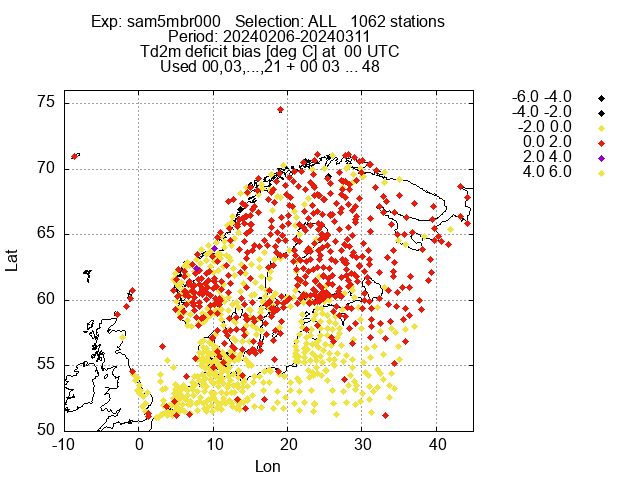 Exp: sam5mbr000   Selection: ALL   1062 stations
Period: 20240206-20240311
Td2m deficit bias [deg C] at  00 UTC
Used 00,03,...,21 + 00 03 ... 48
-6.0 -4.0
-4.0 -2.0
-2.0 0.0
0.0 2.0
2.0 4.0
4.0 6.0
75
70
65
60
55
50
Lat
-10 0 10 20 30 40
Lon